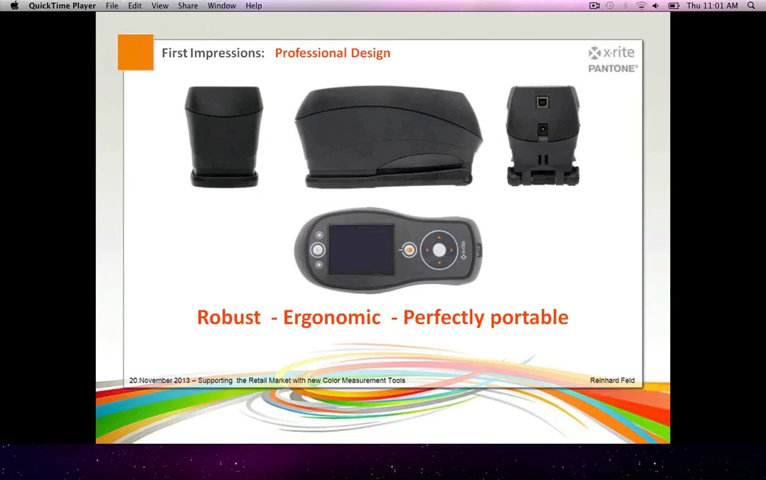 QuickTime Player File Edit View Share Window Help Thu 11:01 AM
First Impressions: Professional Design
x·rite
PANTONE®
x·rite
Robust - Ergonomic - Perfectly portable
20.November 2013 – Supporting the Retail Market with new Color Measurement Tools Reinhard Feld